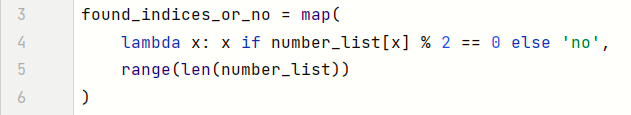 3 found_indices_or_no = map(
4     lambda x: x if number_list[x] % 2 == 0 else 'no',
5     range(len(number_list))
6 )